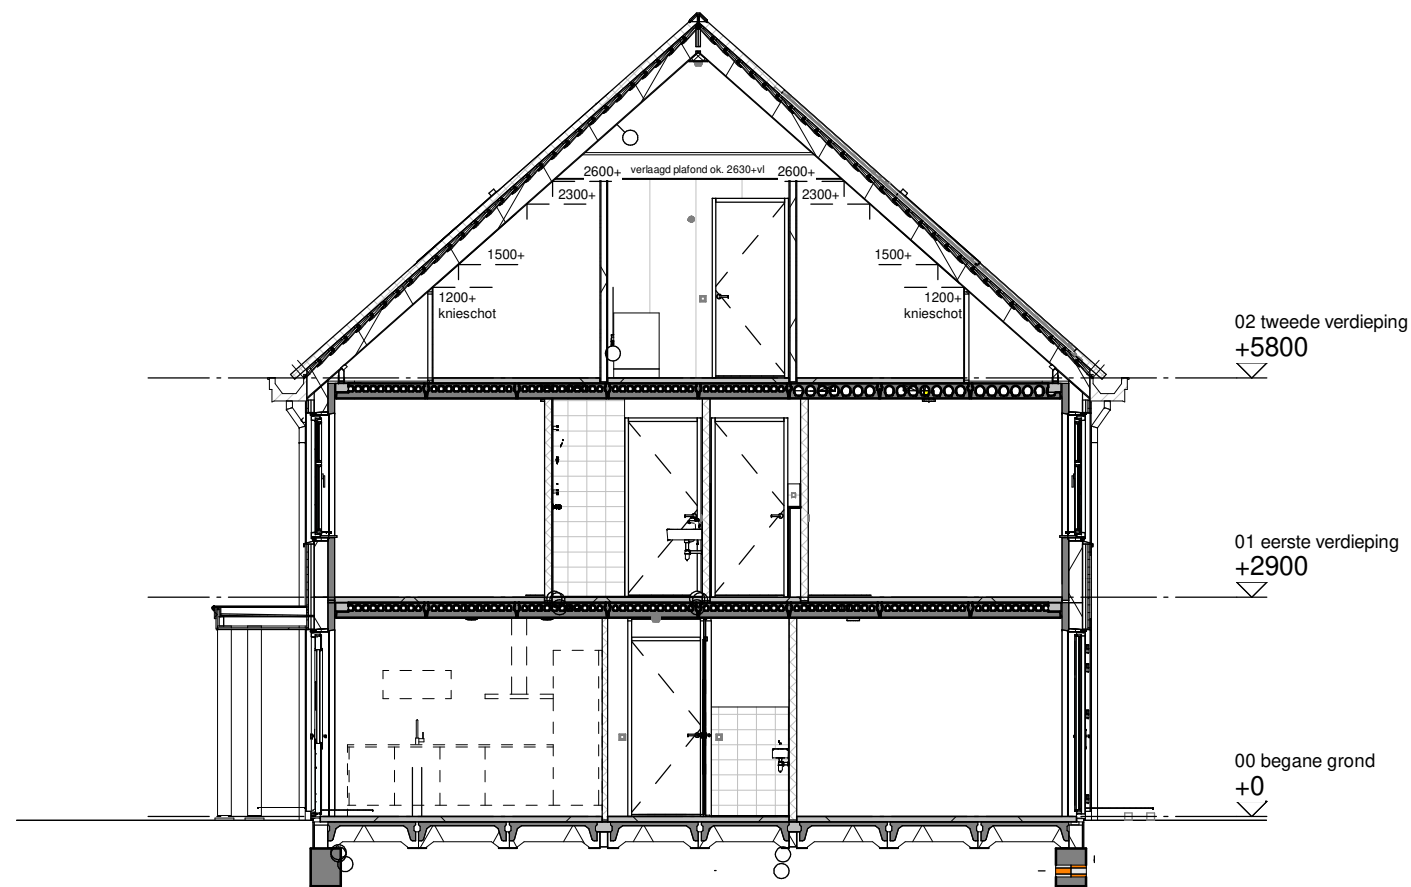 2600+ verlaagd plafond ok. 2630+vl 2600+
2300+ 2300+
1500+ 1500+
1200+ 1200+
knieschot knieschot
02 tweede verdieping
+5800
01 eerste verdieping
+2900
00 begane grond
+0